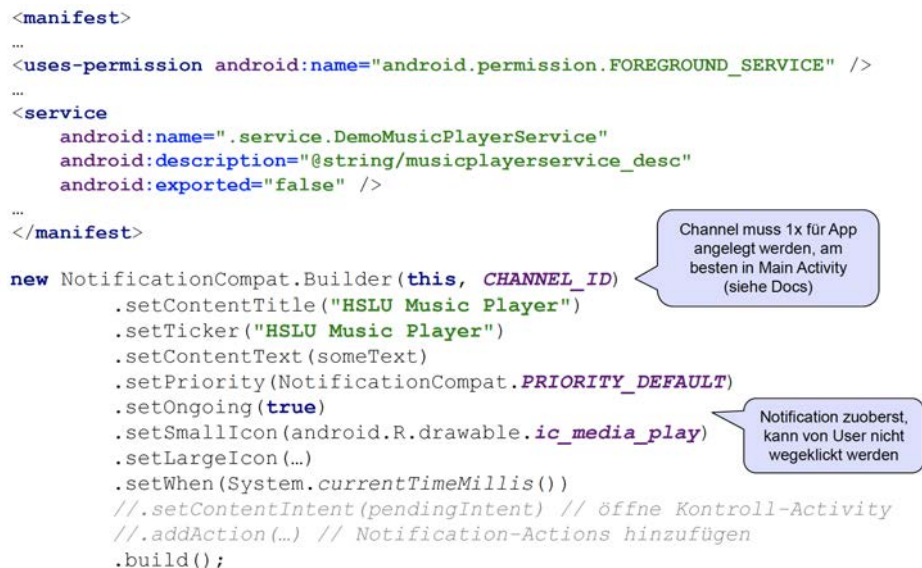 <manifest>
…
<uses-permission android:name="android.permission.FOREGROUND_SERVICE" />
…
<service
    android:name=".service.DemoMusicPlayerService"
    android:description="@string/musicplayerservice_desc"
    android:exported="false" />
…
</manifest>
Channel muss 1x für App
angelegt werden, am
besten in Main Activity
(siehe Docs)
new NotificationCompat.Builder(this, CHANNEL_ID)
        .setContentTitle("HSLU Music Player")
        .setTicker("HSLU Music Player")
        .setContentText(someText)
        .setPriority(NotificationCompat.PRIORITY_DEFAULT)
        .setOngoing(true)
Notification zuoberst,
kann von User nicht
wegeklickt werden
        .setSmallIcon(android.R.drawable.ic_media_play)
        .setLargeIcon(…)
        .setWhen(System.currentTimeMillis())
        //.setContentIntent(pendingIntent) // öffne Kontroll-Activity
        //.addAction(…) // Notification-Actions hinzufügen
        .build();